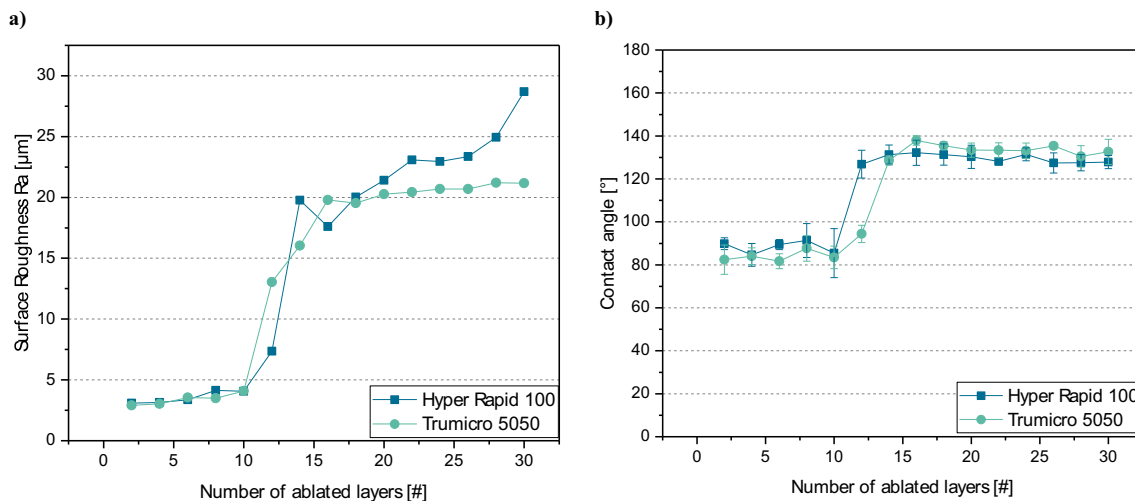 a)
Surface Roughness Ra [µm]
30
25
20
15
10
5
0
Hyper Rapid 100
Trumicro 5050
0 5 10 15 20 25 30
Number of ablated layers [#]
b)
Contact angle [°]
180
160
140
120
100
80
60
40
20
0
Hyper Rapid 100
Trumicro 5050
0 5 10 15 20 25 30
Number of ablated layers [#]